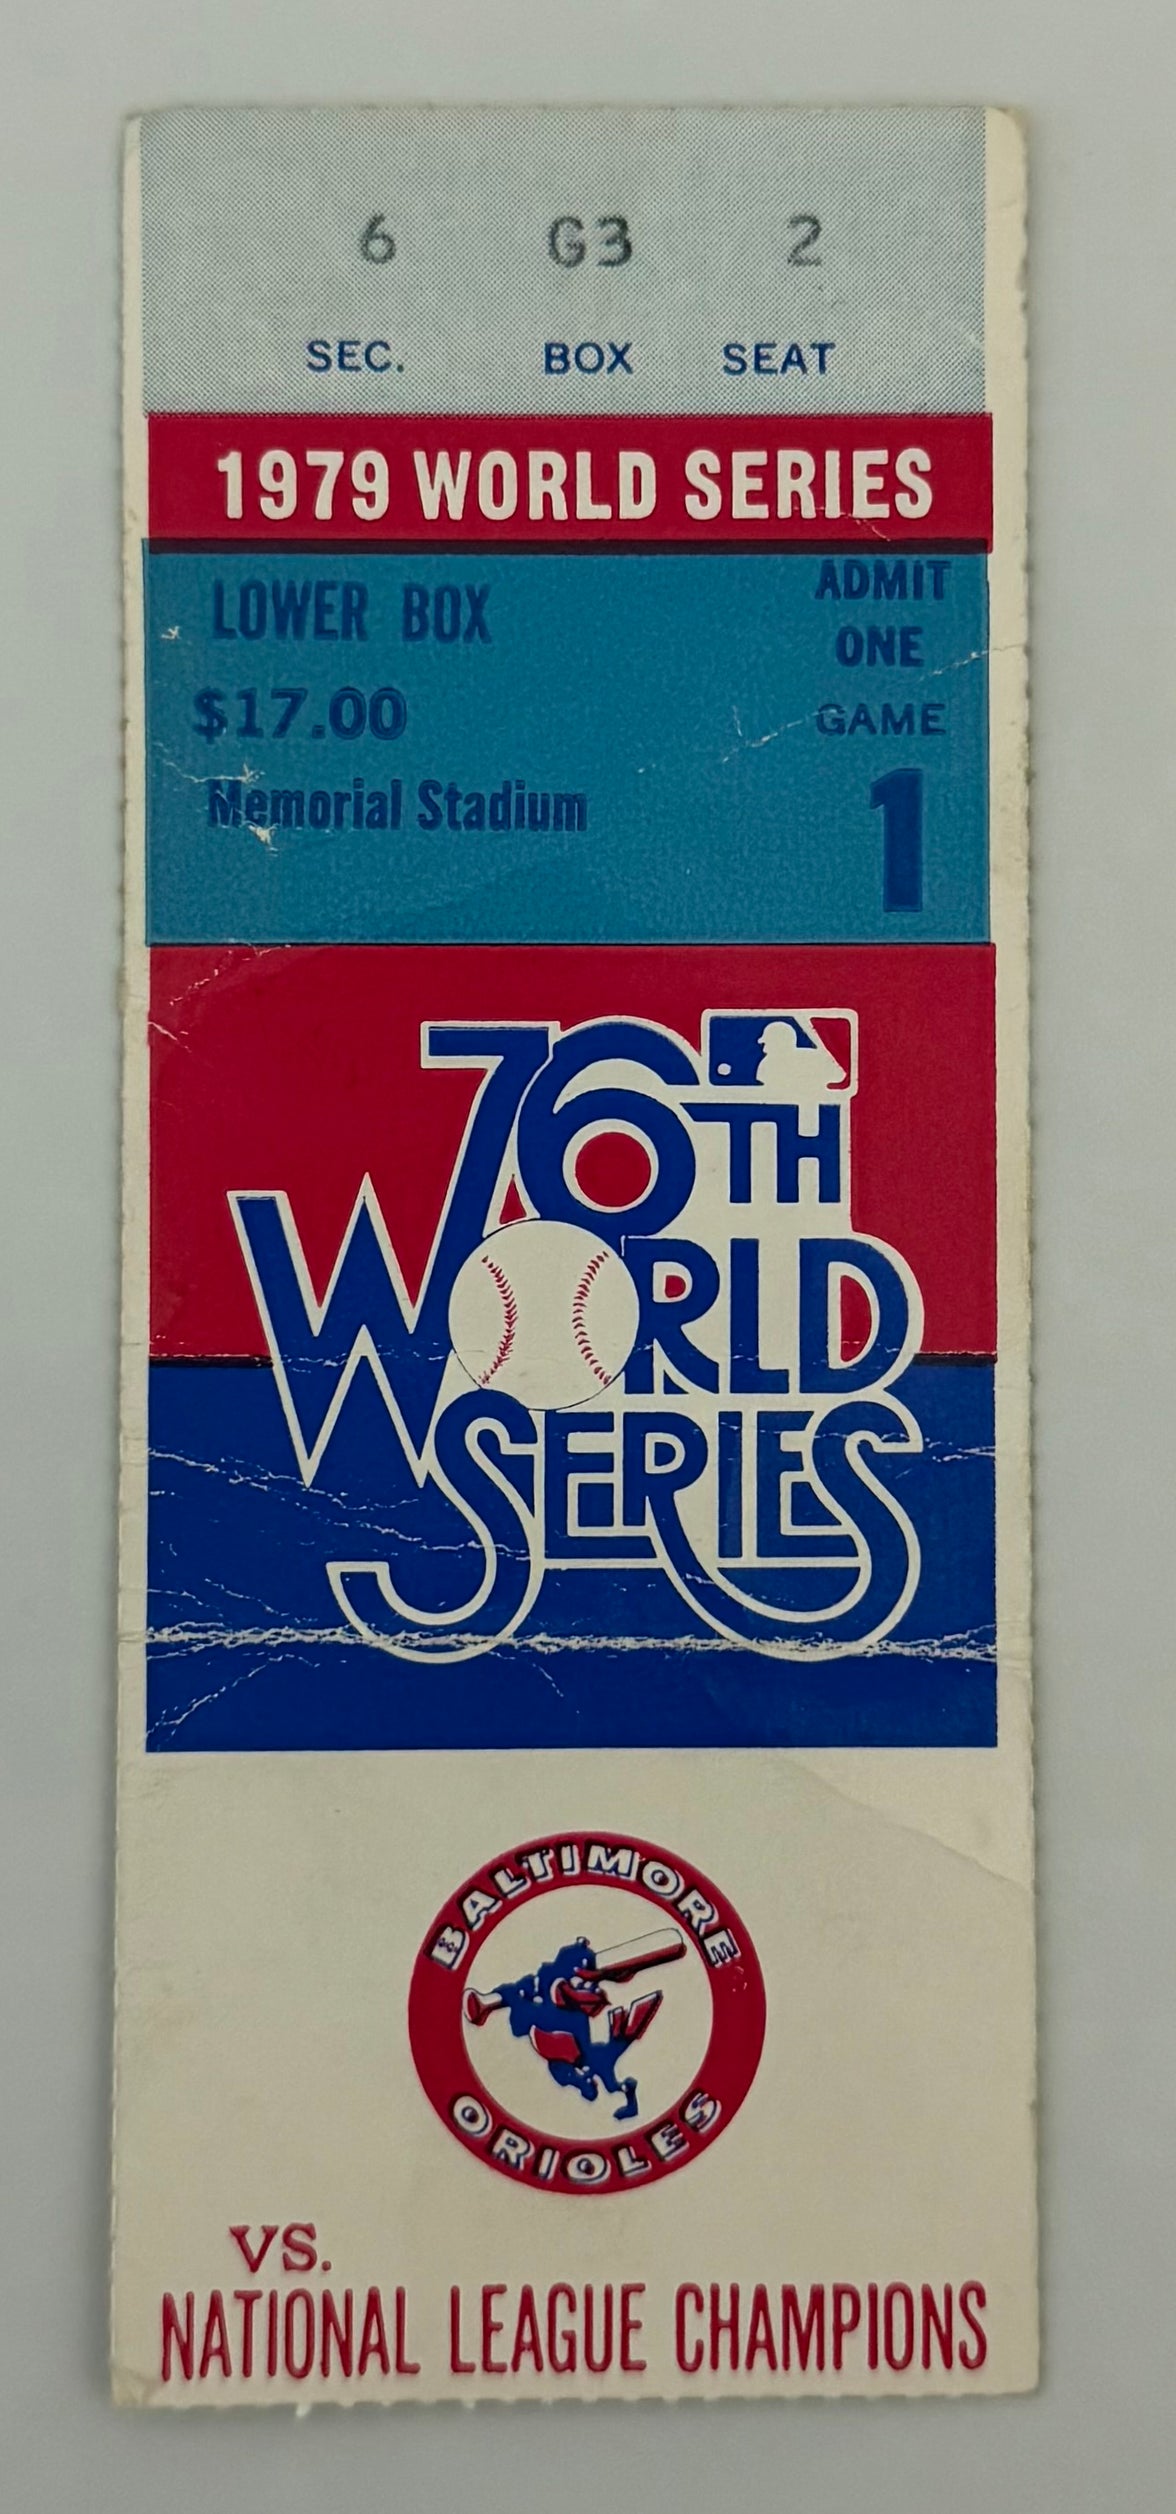 6 G3 2
SEC. BOX SEAT
1979 WORLD SERIES
LOWER BOX
$17.00
Memorial Stadium
ADMIT
ONE
GAME
1
76TH
WORLD
SERIES
BALTIMORE
ORIOLES
VS.
NATIONAL LEAGUE CHAMPIONS